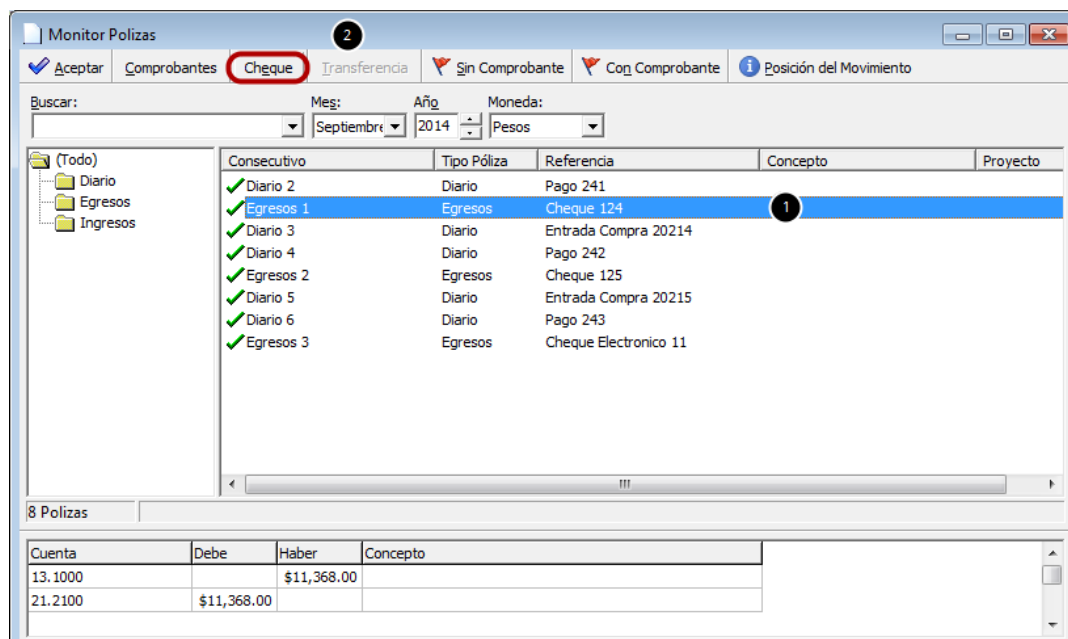 Monitor Polizas
2
Aceptar Comprobantes Cheque Transferencia Sin Comprobante Con Comprobante Posición del Movimiento
Buscar: Mes: Año Moneda:
Septiembre 2014 Pesos
(Todo)
Diario
Egresos
Ingresos
Consecutivo Tipo Póliza Referencia Concepto Proyecto
Diario 2 Diario Pago 241
Egresos 1 Egresos Cheque 124 1
Diario 3 Diario Entrada Compra 20214
Diario 4 Diario Pago 242
Egresos 2 Egresos Cheque 125
Diario 5 Diario Entrada Compra 20215
Diario 6 Diario Pago 243
Egresos 3 Egresos Cheque Electronico 11
8 Polizas
Cuenta Debe Haber Concepto
13.1000 $11,368.00
21.2100 $11,368.00